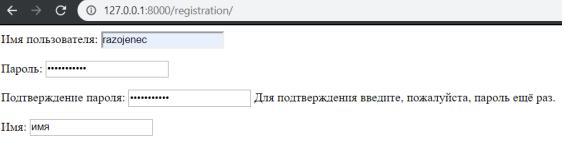 127.0.0.1:8000/registration/
Имя пользователя: razojenec
Пароль: •••••••••••
Подтверждение пароля: ••••••••••• Для подтверждения введите, пожалуйста, пароль ещё раз.
Имя: имя